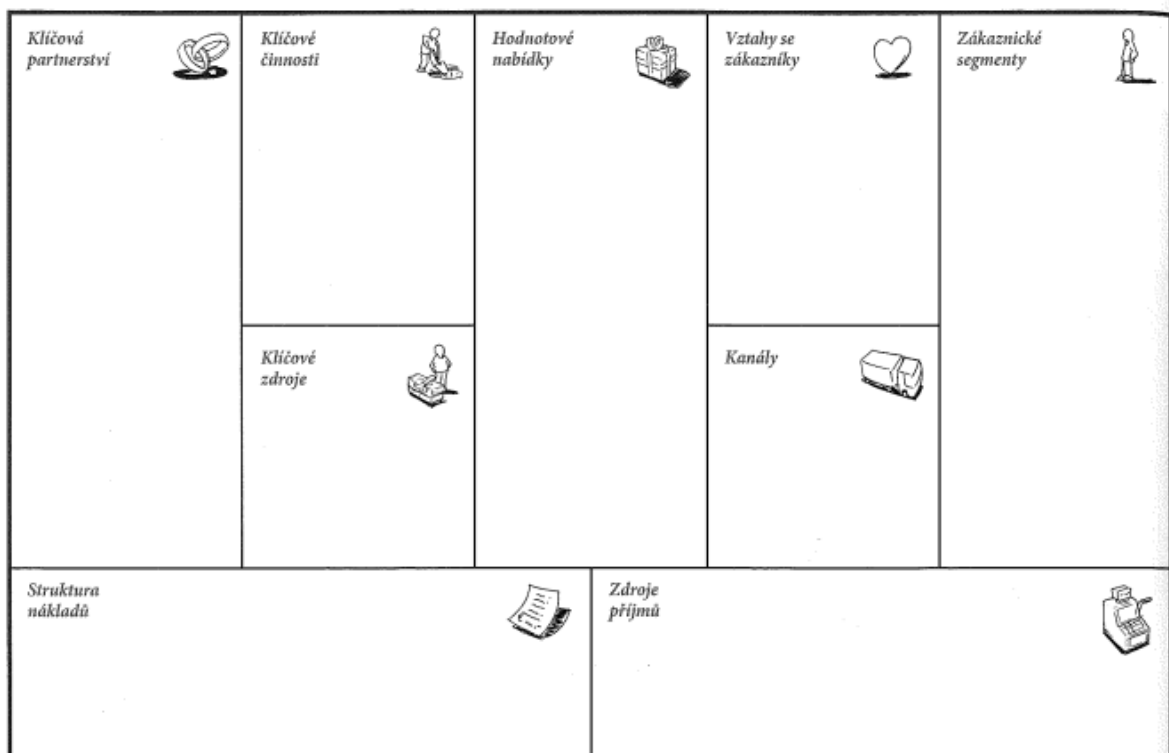 Klíčová
partnerství
Klíčové
činnosti
Hodnotové
nabídky
Vztahy se
zákazníky
Zákaznické
segmenty
Klíčové
zdroje
Kanály
Struktura
nákladů
Zdroje
příjmů